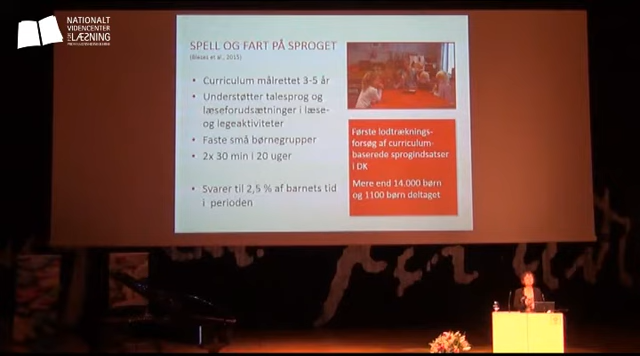 NATIONALT
VIDENCENTER
FOR LÆSNING
SPELL OG FART PÅ SPROGET
(Bleses et al., 2015)
Curriculum målrettet 3-5 år
Understøtter talesprog og
læseforudsætninger i læse-
og legeaktiviteter
Faste små børnegrupper
2x 30 min i 20 uger
Svarer til 2,5 % af barnets tid
i perioden
Første lodtræknings-
forsøg af curriculum-
baserede sprogindsatser
i DK
Mere end 14.000 børn
og 1100 børn deltaget